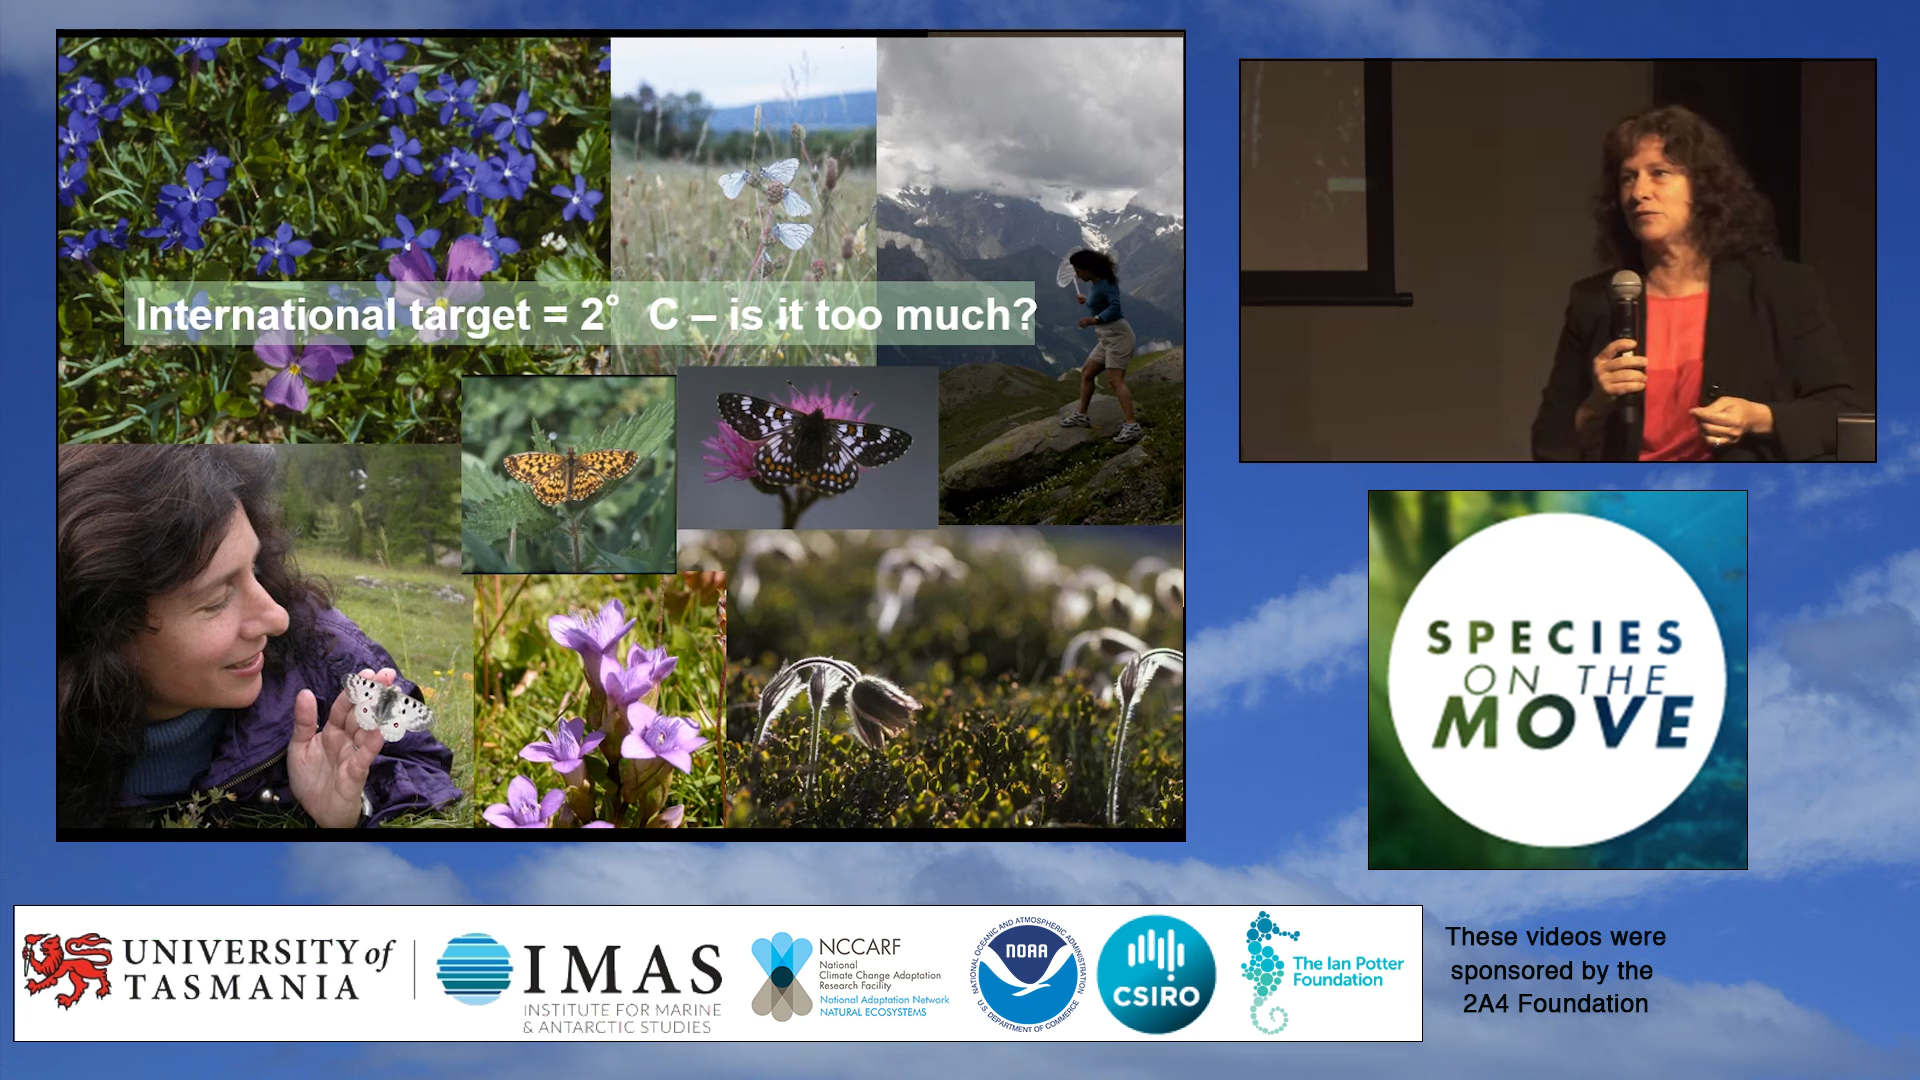 International target = 2° C – is it too much?
SPECIES
ON THE
MOVE
UNIVERSITY of
TASMANIA
IMAS
INSTITUTE FOR MARINE
& ANTARCTIC STUDIES
NCCARF
National
Climate Change Adaptation
Research Facility
National Adaptation Network
NATURAL ECOSYSTEMS
NATIONAL OCEANIC AND ATMOSPHERIC ADMINISTRATION
NOAA
U.S. DEPARTMENT OF COMMERCE
CSIRO
The Ian Potter
Foundation
These videos were
sponsored by the
2A4 Foundation